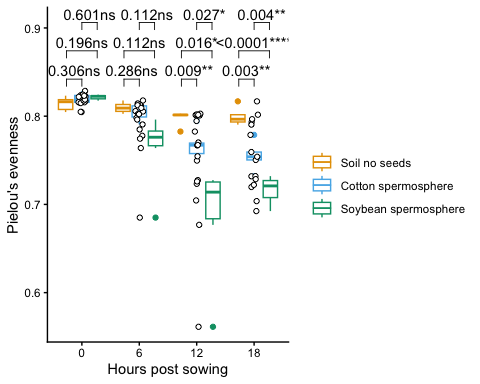 0.601ns 0.112ns 0.027* 0.004**
0.9
0.196ns 0.112ns 0.016* <0.0001****
0.306ns 0.286ns 0.009** 0.003**
0.8
0.7
0.6
Pielou's evenness
0 6 12 18
Hours post sowing
Soil no seeds
Cotton spermosphere
Soybean spermosphere